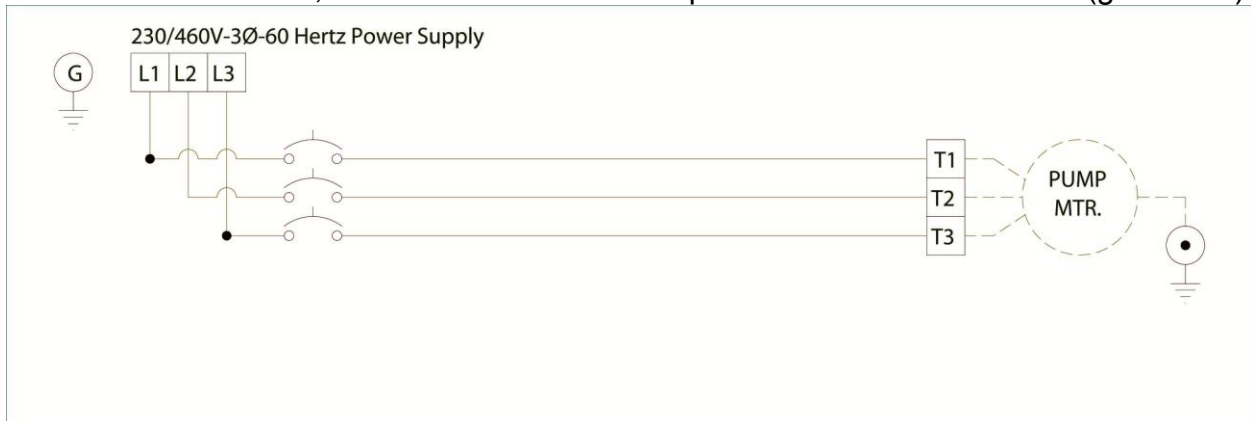 230/460V-3Ø-60 Hertz Power Supply
G
L1 L2 L3
T1
T2
T3
PUMP
MTR.